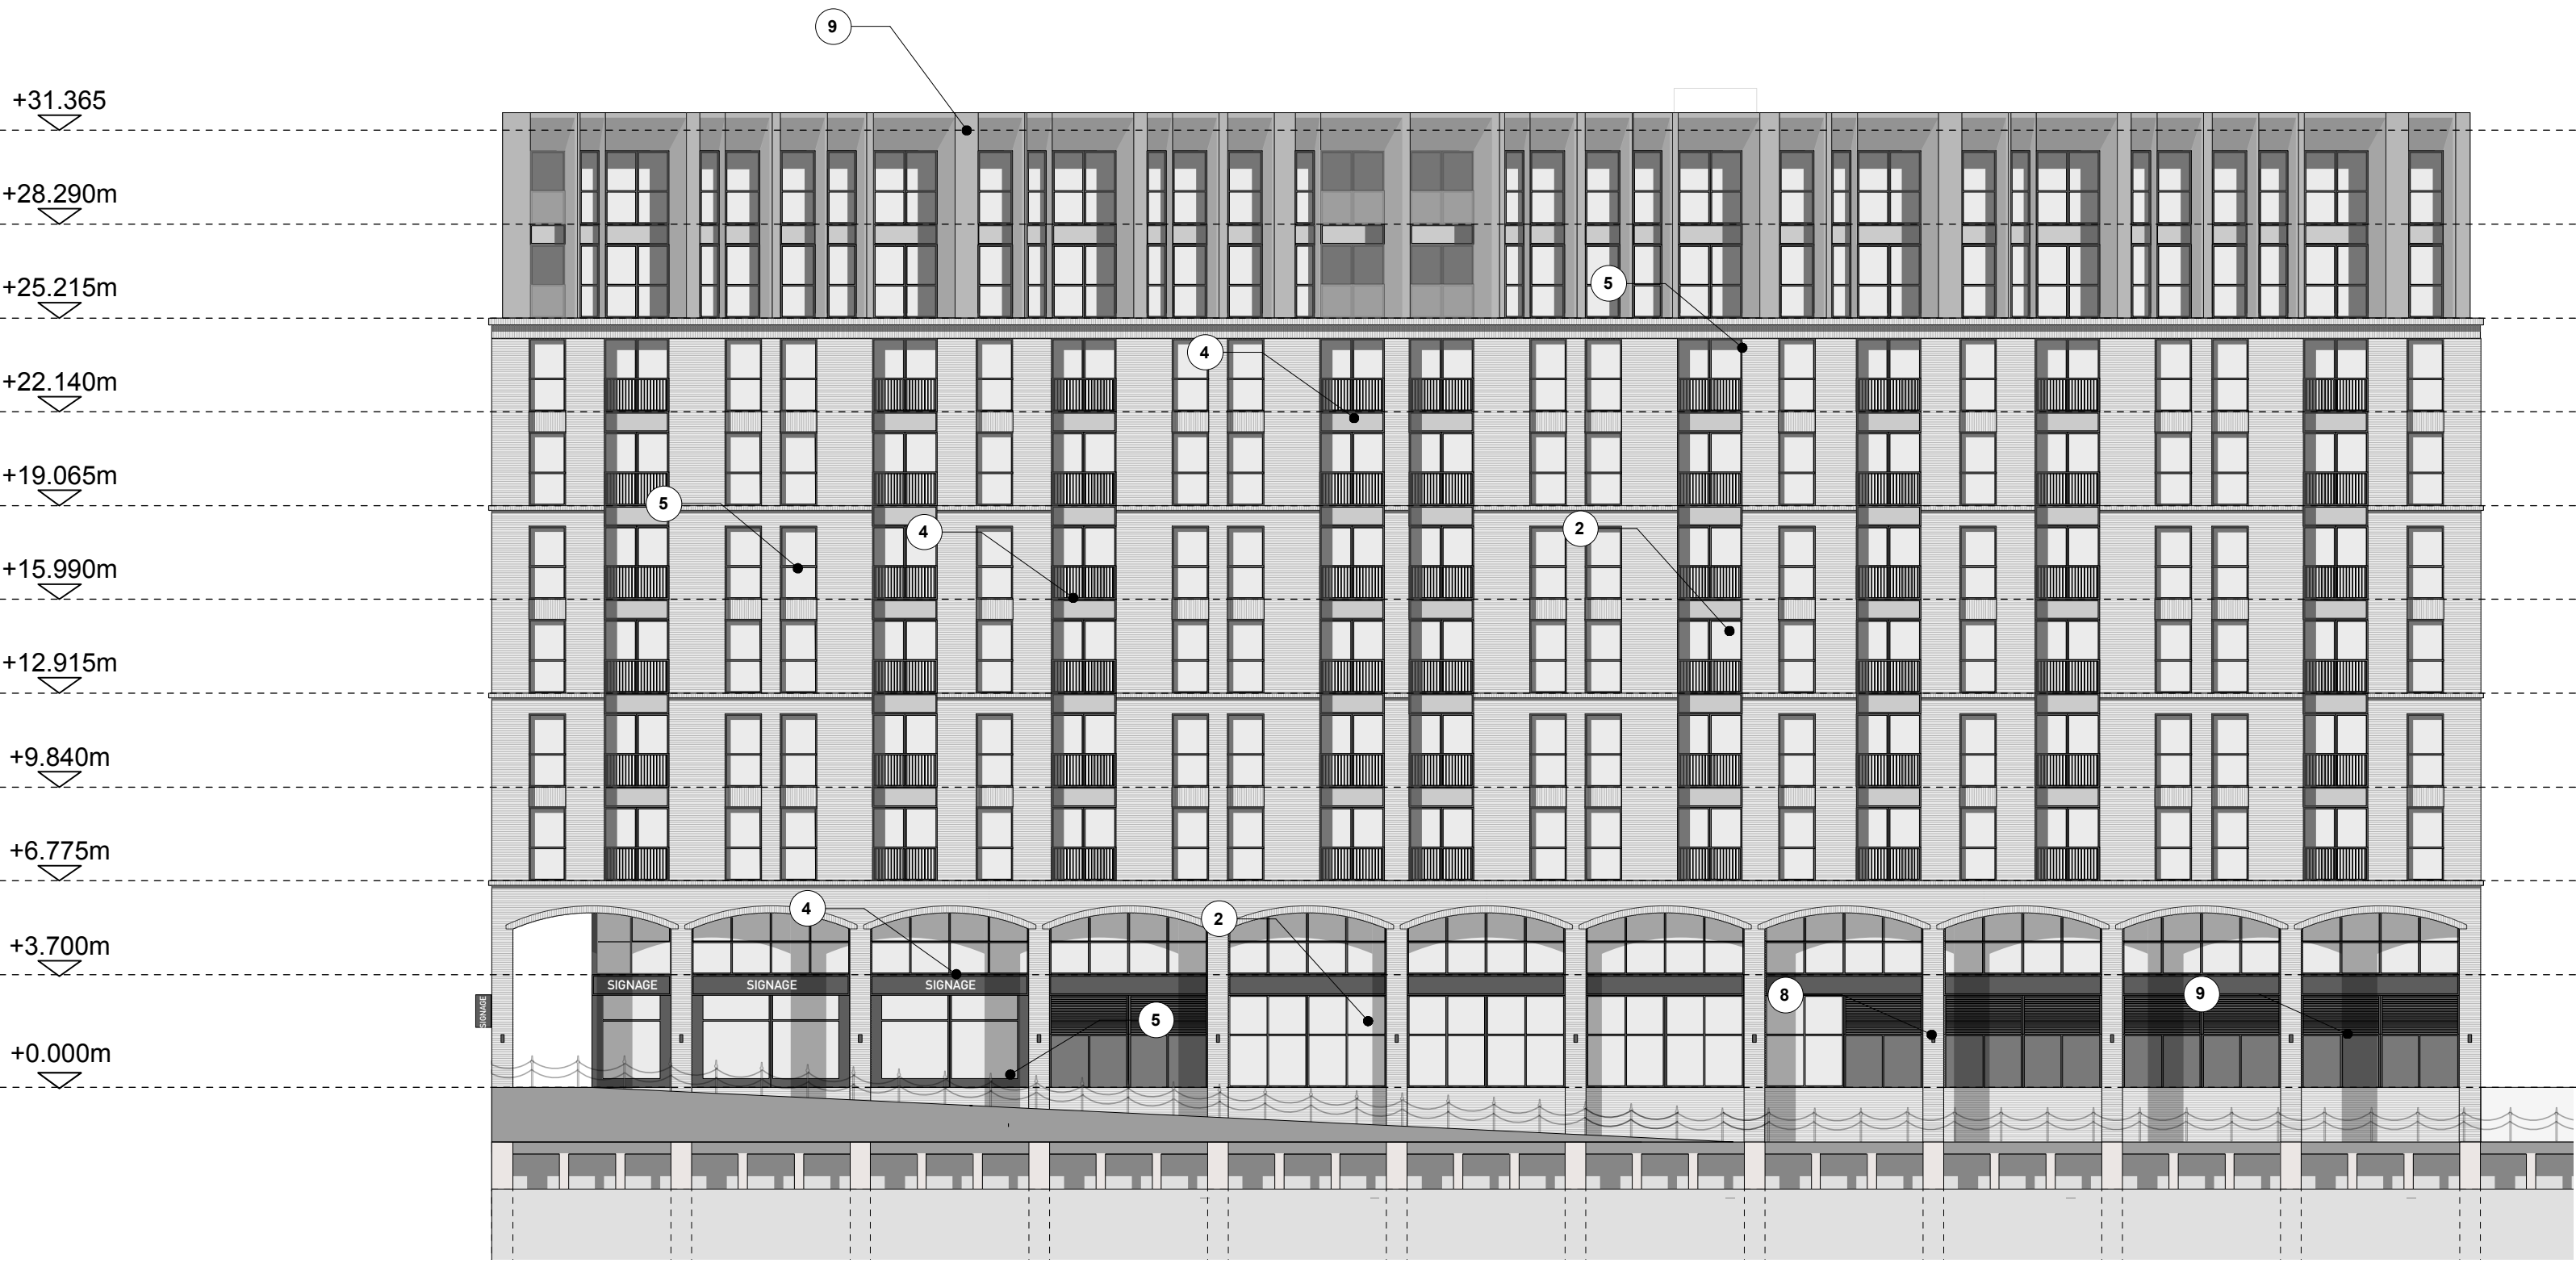 9
+31.365
+28.290m
+25.215m
5
4
+22.140m
+19.065m
5
4
2
+15.990m
+12.915m
+9.840m
+6.775m
4
2
+3.700m
SIGNAGE
SIGNAGE
SIGNAGE
8
9
SIGNAGE
5
+0.000m